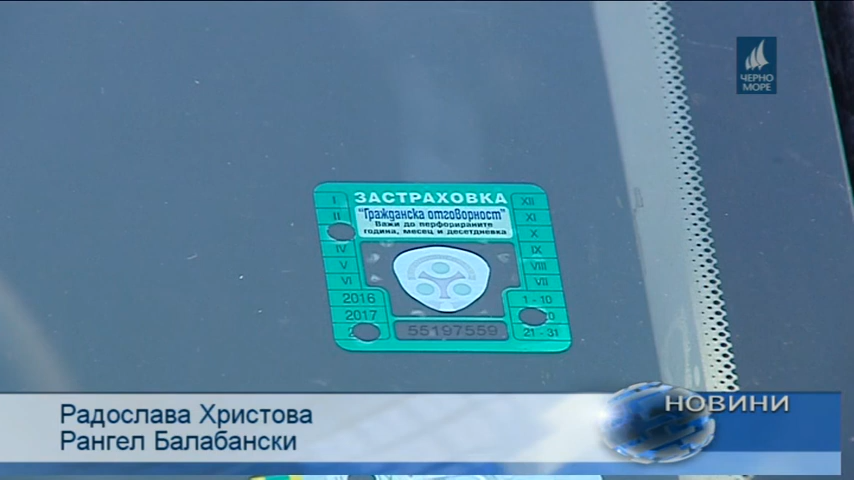 ЧЕРНО
МОРЕ
ЗАСТРАХОВКА
"Гражданска отговорност"
Важи до перфорираните
година, месец и десетдневка
I
II
IV
V
VI
2016
2017
XII
XI
X
IX
VIII
VII
1 - 10
21 - 31
55197559
НОВИНИ
Радослава Христова
Рангел Балабански